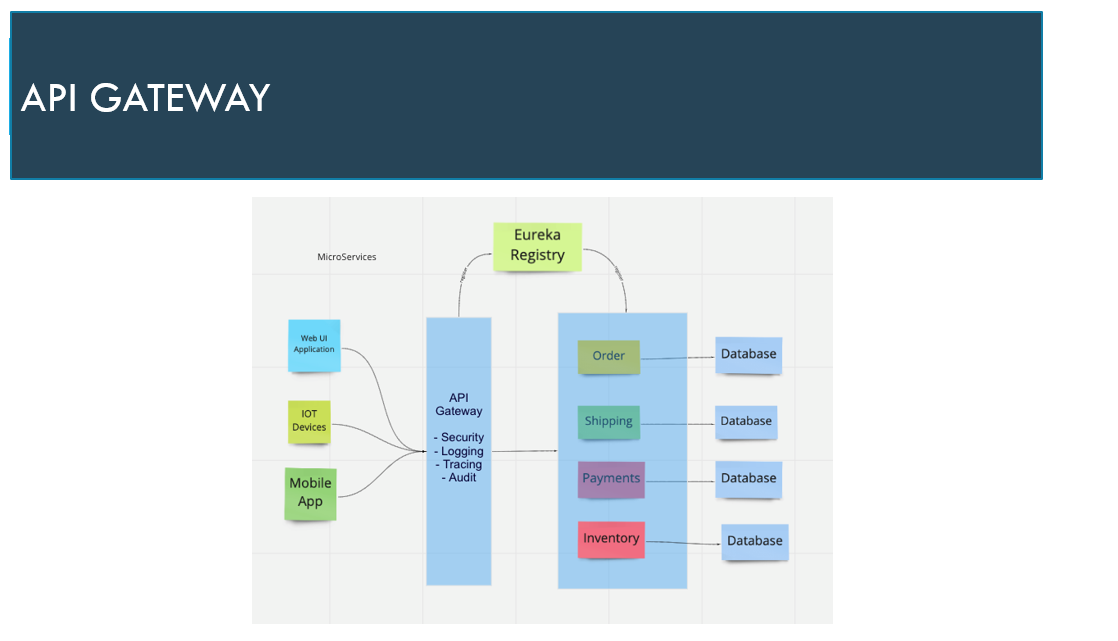 API GATEWAY
Eureka
Registry
MicroServices
Web UI
Application
IOT
Devices
Mobile
App
API
Gateway
- Security
- Logging
- Tracing
- Audit
Order
Shipping
Payments
Inventory
Database
Database
Database
Database